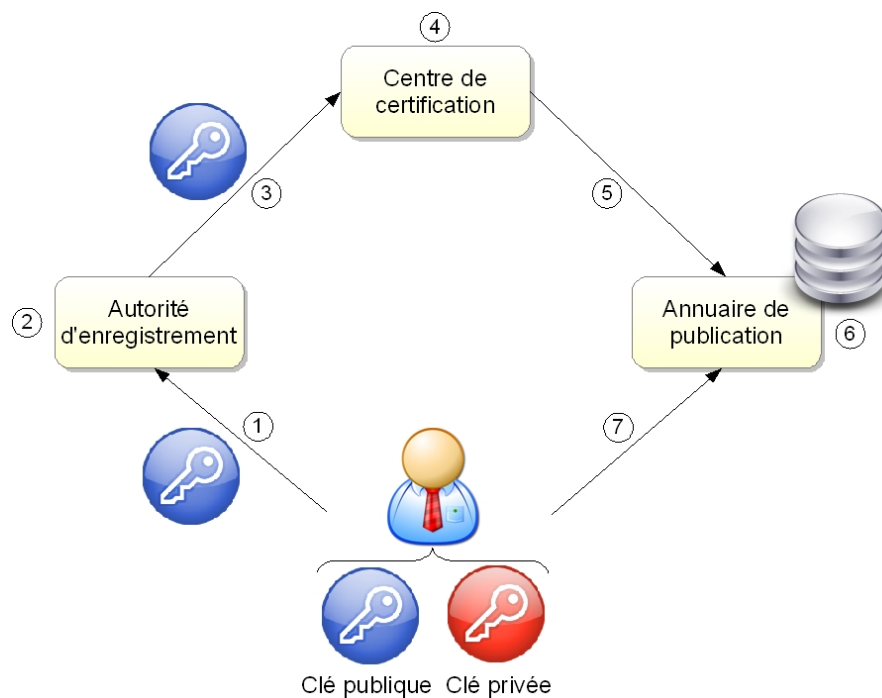 4
Centre de
certification
3
5
2
Autorité
d'enregistrement
Annuaire de
publication
6
1
7
Clé publique
Clé privée